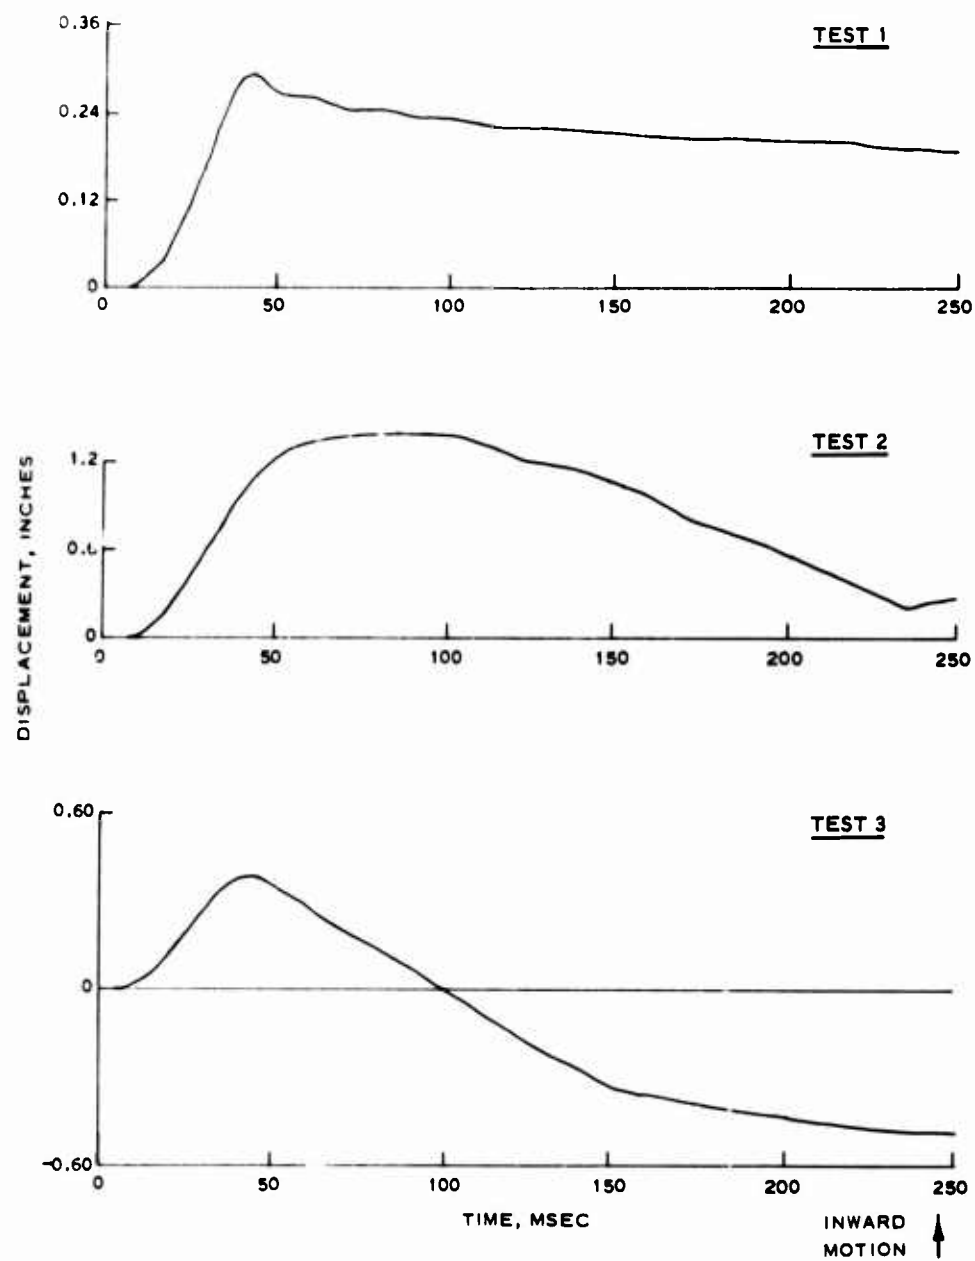 TEST 1
0.36
0.24
0.12
0
0 50 100 150 200 250
TEST 2
DISPLACEMENT, INCHES
1.2
0
50 100 150 200 250
TEST 3
0.60
0
-0.60
0 50 100 150 200 250
TIME, MSEC
INWARD
MOTION